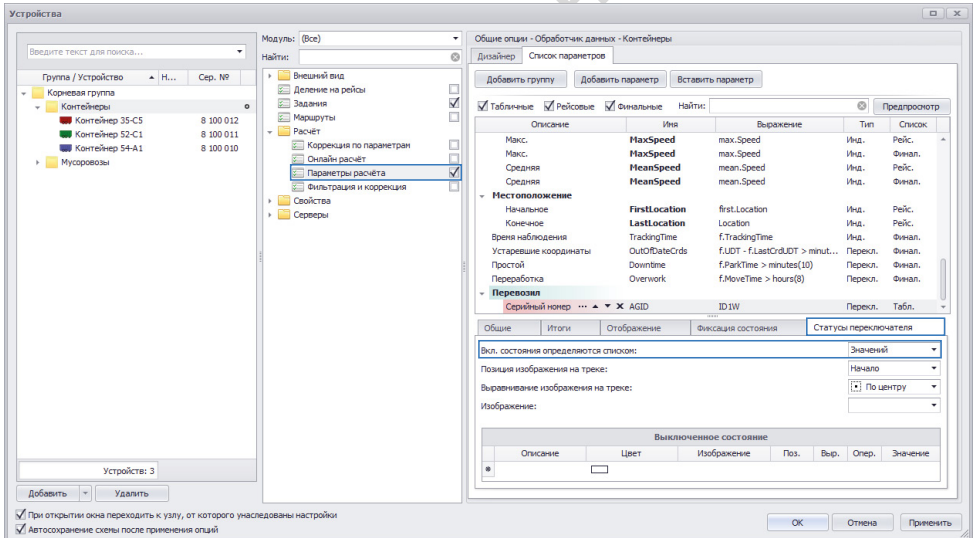 Устройства
Введите текст для поиска...
Группа / Устройство Н... Сер. №
Корневая группа
Контейнеры
Контейнер 35-C5 8 100 012
Контейнер 52-C1 8 100 011
Контейнер 54-A1 8 100 010
Мусоровозы
Устройств: 3
Добавить Удалить
Модуль: (Все)
Найти:
Внешний вид
Деление на рейсы
Задания
Маршруты
Расчёт
Коррекция по параметрам
Онлайн расчёт
Параметры расчёта
Фильтрация и коррекция
Свойства
Серверы
Общие опции - Обработчик данных - Контейнеры
Дизайнер Список параметров
Добавить группу Добавить параметр Вставить параметр
Табличные Рейсовые Финальные Найти: Предпросмотр
Описание Имя Выражение Тип Список
Макс. MaxSpeed max.Speed Инд. Рейс.
Макс. MaxSpeed max.Speed Инд. Финал.
Средняя MeanSpeed mean.Speed Инд. Рейс.
Средняя MeanSpeed mean.Speed Инд. Финал.
Местоположение
Начальное FirstLocation first.Location Инд. Рейс.
Конечное LastLocation Location Инд. Рейс.
Время наблюдения TrackingTime f.TrackingTime Инд. Финал.
Устаревшие координаты OutOfDateCrds f.UDT - f.LastCrdUDT > minut... Перекл. Финал.
Простой Downtime f.ParkTime > minutes(10) Перекл. Финал.
Переработка Overwork f.MoveTime > hours(8) Перекл. Финал.
Перевозил
Серийный номер AGID ID1W Перекл. Табл.
Общие Итоги Отображение Фиксация состояния Статусы переключателя
Вкл. состояния определяются списком: Значений
Позиция изображения на треке: Начало
Выравнивание изображения на треке: По центру
Изображение:
Выключенное состояние
Описание Цвет Изображение Поз. Выр. Опер. Значение
При открытии окна переходить к узлу, от которого унаследованы настройки
Автосохранение схемы после применения опций
ОК Отмена Применить